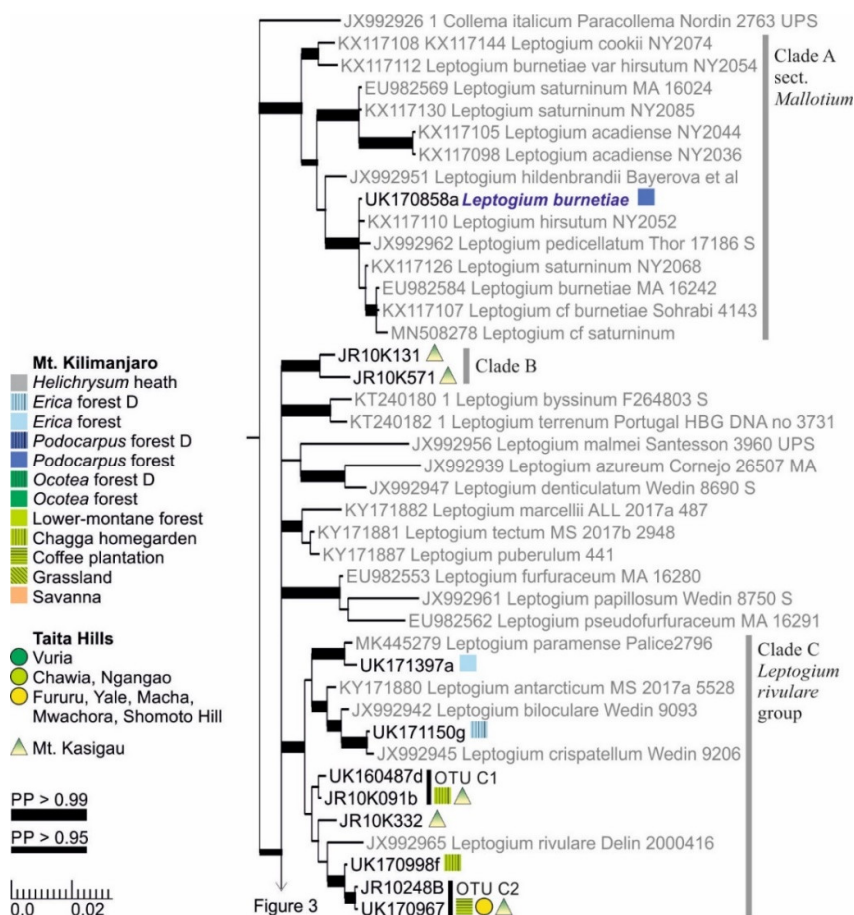 JX992926 1 Collema italicum Paracollema Nordin 2763 UPS
KX117108 KX117144 Leptogium cookii NY2074
KX117112 Leptogium burnetiae var hirsutum NY2054
EU982569 Leptogium saturninum MA 16024
KX117130 Leptogium saturninum NY2085
KX117105 Leptogium acadiense NY2044
KX117098 Leptogium acadiense NY2036
JX992951 Leptogium hildenbrandii Bayerova et al
UK170858a Leptogium burnetiae
KX117110 Leptogium hirsutum NY2052
JX992962 Leptogium pedicellatum Thor 17186 S
KX117126 Leptogium saturninum NY2068
EU982584 Leptogium burnetiae MA 16242
KX117107 Leptogium cf burnetiae Sohrabi 4143
MN508278 Leptogium cf saturninum
Clade A
sect.
Mallotium
JR10K131
JR10K571
Clade B
KT240180 1 Leptogium byssinum F264803 S
KT240182 1 Leptogium terrenum Portugal HBG DNA no 3731
JX992956 Leptogium malmei Santesson 3960 UPS
JX992939 Leptogium azureum Cornejo 26507 MA
JX992947 Leptogium denticulatum Wedin 8690 S
KY171882 Leptogium marcellii ALL 2017a 487
KY171881 Leptogium tectum MS 2017b 2948
KY171887 Leptogium puberulum 441
EU982553 Leptogium furfuraceum MA 16280
JX992961 Leptogium papillosum Wedin 8750 S
EU982562 Leptogium pseudofurfuraceum MA 16291
MK445279 Leptogium paramense Palice2796
UK171397a
KY171880 Leptogium antarcticum MS 2017a 5528
JX992942 Leptogium biloculare Wedin 9093
UK171150g
JX992945 Leptogium crispatellum Wedin 9206
UK160487d
JR10K091b
OTU C1
JR10K332
JX992965 Leptogium rivulare Delin 2000416
UK170998f
JR10248B
UK170967
OTU C2
Clade C
Leptogium
rivulare
group
Mt. Kilimanjaro
Helichrysum heath
Erica forest D
Erica forest
Podocarpus forest D
Podocarpus forest
Ocotea forest D
Ocotea forest
Lower-montane forest
Chagga homegarden
Coffee plantation
Grassland
Savanna
Taita Hills
Vuria
Chawia, Ngangao
Fururu, Yale, Macha,
Mwachora, Shomoto Hill
Mt. Kasigau
PP > 0.99
PP > 0.95
0.0 0.02
Figure 3